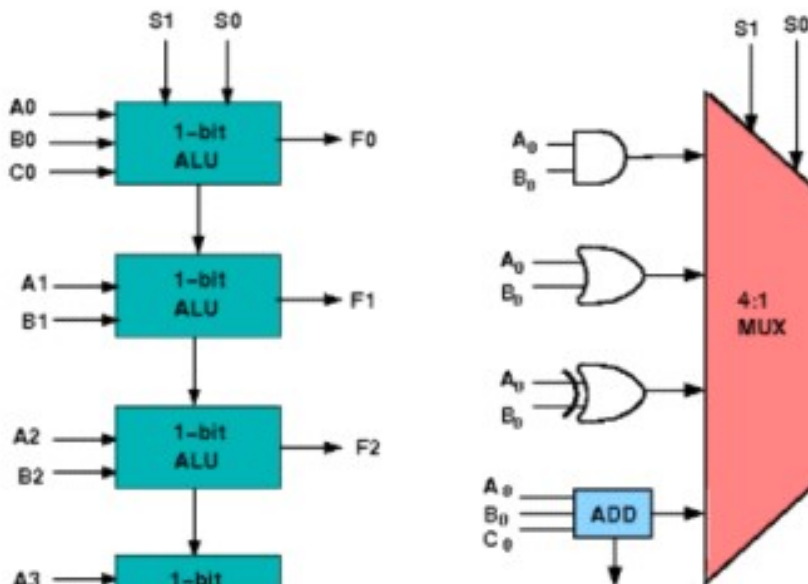 S1 S0
A0
B0
C0
1-bit
ALU
F0
A1
B1
1-bit
ALU
F1
A2
B2
1-bit
ALU
F2
A3
1-bit
S1 S0
A0
B0
A0
B0
A0
B0
A0
B0
C0
ADD
4:1
MUX